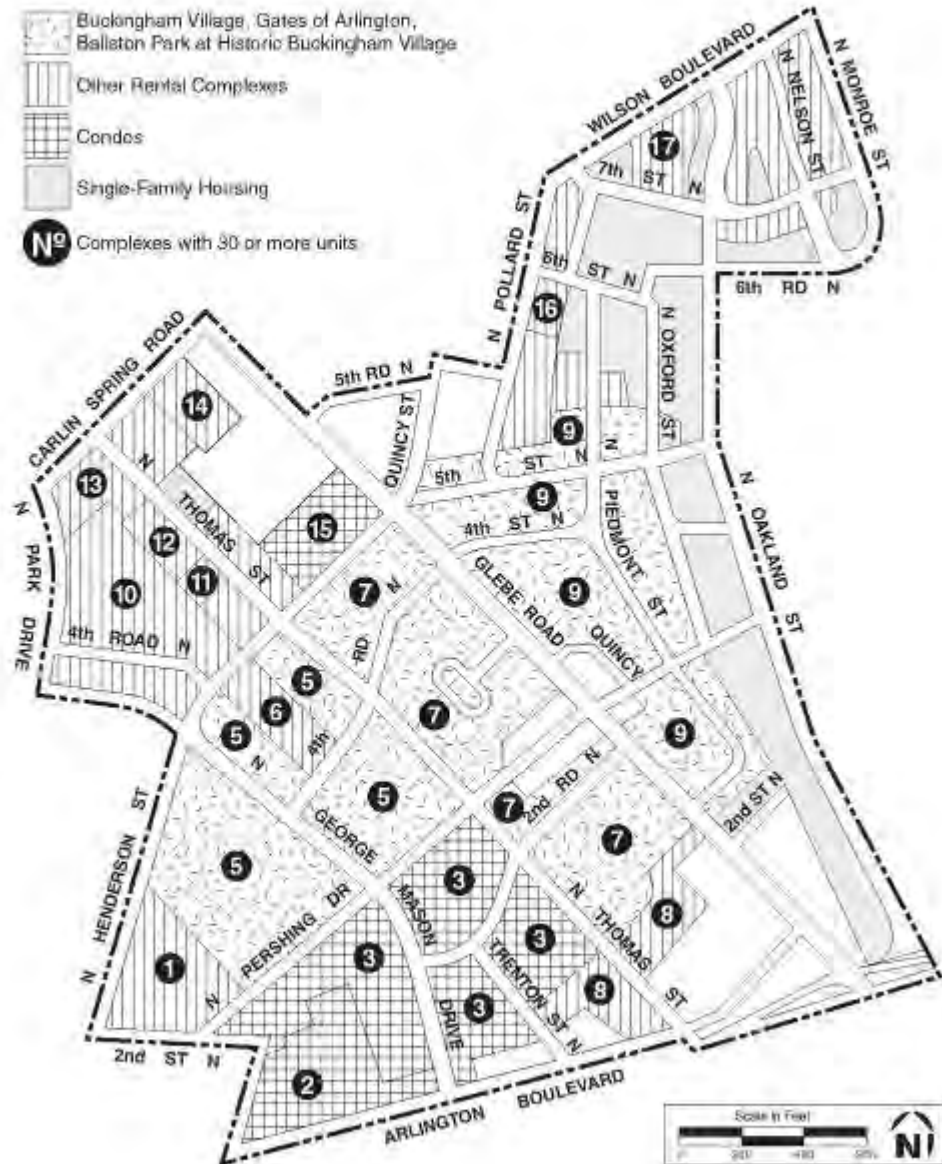 Buckingham Village, Gates of Arlington,
Ballston Park at Historic Buckingham Village
Other Rental Complexes
Condos
Single-Family Housing
Nº Complexes with 30 or more units
WILSON BOULEVARD
N MONROE ST
N NELSON ST
17
7th ST N
N POLLARD ST
6th ST N
6th RD N
16
N OXFORD ST
CARLIN SPRING ROAD
5th RD N
14
QUINCY ST
9
5th ST N
13
N THOMAS ST
15
9
4th ST N
N PIEDMONT ST
N OAKLAND ST
12
11
7
N PARK DRIVE
10
GLEBE ROAD
9
N QUINCY
4th ROAD N
4th RD N
5
6
7
5
9
5
7
2nd RD N
2nd ST N
N GEORGE MASON DRIVE
7
5
3
N HENDERSON ST
N PERSHING DR
8
N THOMAS ST
3
3
1
TRENTON ST N
8
3
2nd ST N
2
ARLINGTON BOULEVARD
Scale in Feet
0
N